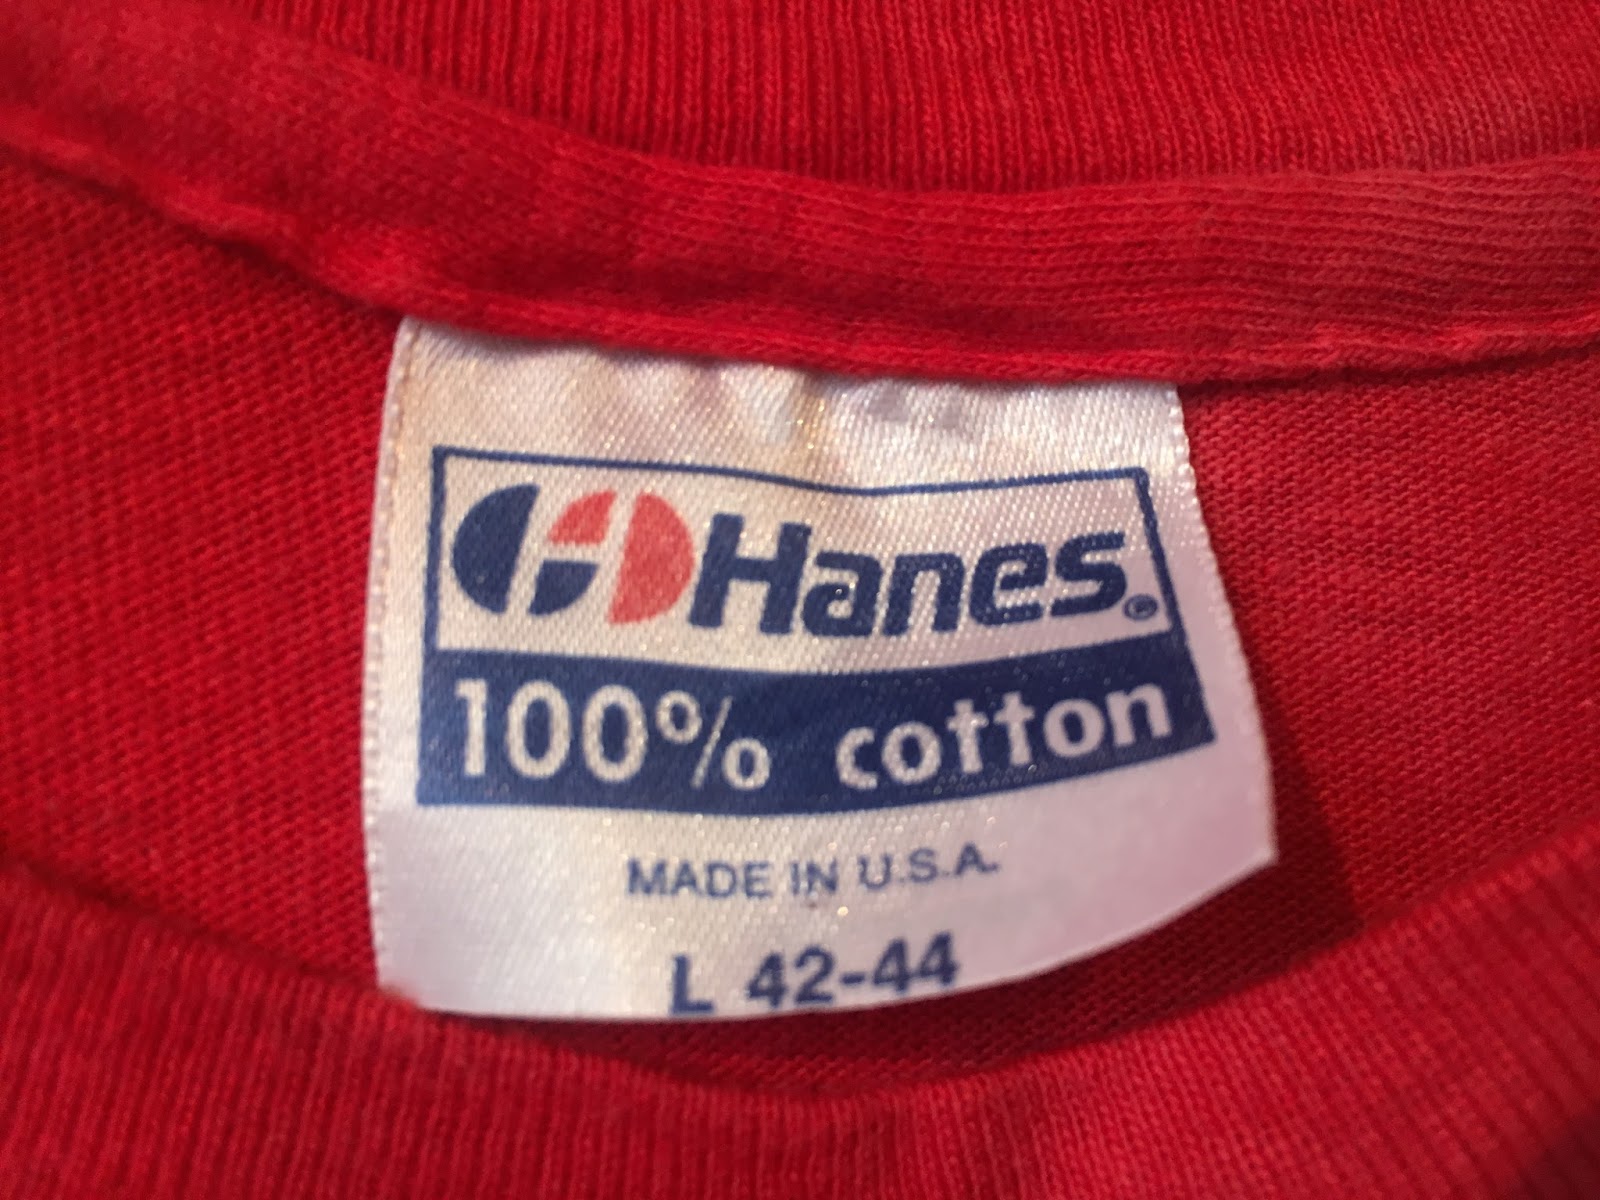 Hanes®
100% cotton
MADE IN U.S.A.
L 42-44